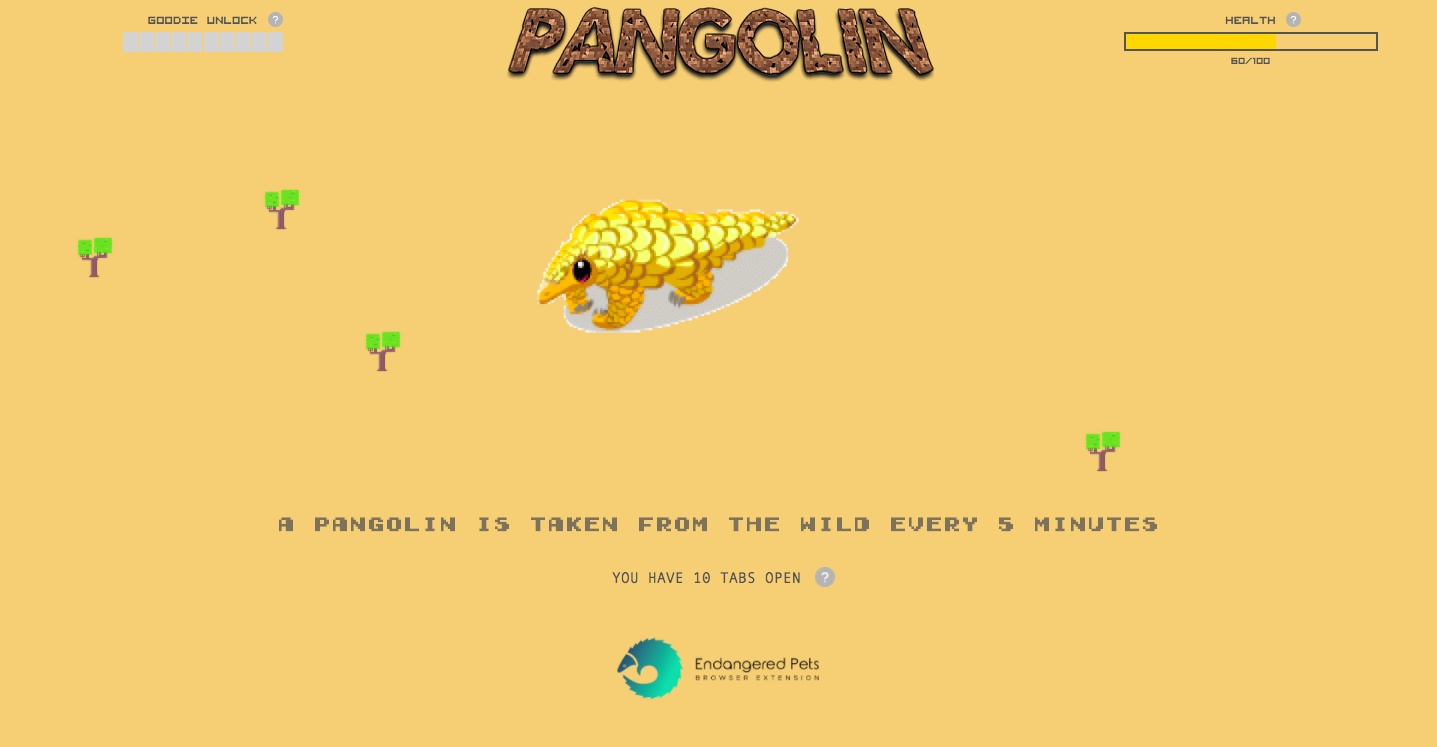 GOODIE UNLOCK ?
PANGOLIN
HEALTH ?
60/100
A PANGOLIN IS TAKEN FROM THE WILD EVERY 5 MINUTES
YOU HAVE 10 TABS OPEN ?
Endangered Pets
BROWSER EXTENSION